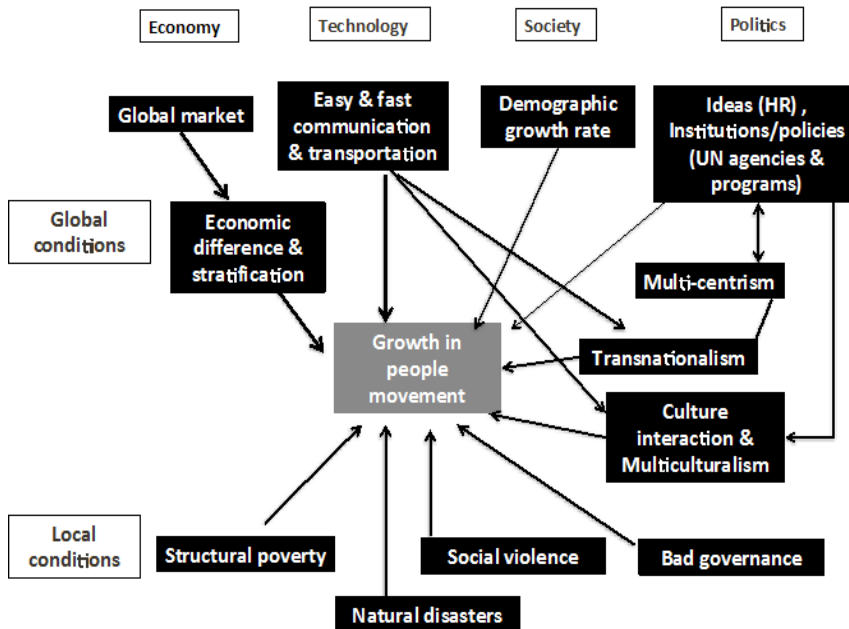 Economy
Technology
Society
Politics
Global market
Easy & fast
communication
& transportation
Demographic
growth rate
Ideas (HR) ,
Institutions/policies
(UN agencies &
programs)
Global
conditions
Economic
difference &
stratification
Multi-centrism
Growth in
people
movement
Transnationalism
Culture
interaction &
Multiculturalism
Local
conditions
Structural poverty
Social violence
Bad governance
Natural disasters